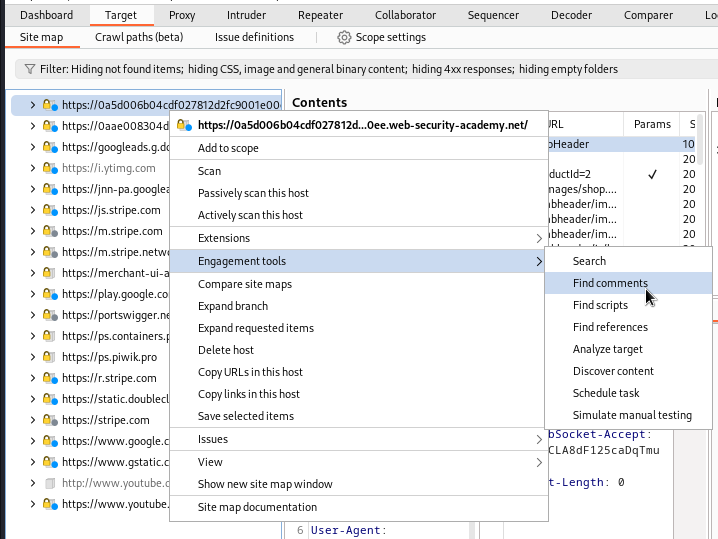 Dashboard Target Proxy Intruder Repeater Collaborator Sequencer Decoder Comparer
Site map Crawl paths (beta) Issue definitions Scope settings
Filter: Hiding not found items; hiding CSS, image and general binary content; hiding 4xx responses; hiding empty folders
https://0a5d006b04cdf027812d2fc9001e00
https://0aae008304d
https://googleads.g.do
https://i.ytimg.com
https://jnn-pa.googlea
https://js.stripe.com
https://m.stripe.com
https://m.stripe.netwo
https://merchant-ui-a
https://play.google.co
https://portswigger.ne
https://ps.containers.p
https://ps.piwik.pro
https://r.stripe.com
https://static.doublecl
https://stripe.com
https://www.google.c
https://www.gstatic.c
http://www.youtube.c
https://www.youtube.
Contents
URL Params S
bHeader 10
20
ductId=2 ✓ 20
mages/shop.... 20
bheader/im... 20
bheader/im... 20
https://0a5d006b04cdf027812d...0ee.web-security-academy.net/
Add to scope
Scan
Passively scan this host
Actively scan this host
Extensions
Engagement tools
Compare site maps
Expand branch
Expand requested items
Delete host
Copy URLs in this host
Copy links in this host
Save selected items
Issues
View
Show new site map window
Site map documentation
Search
Find comments
Find scripts
Find references
Analyze target
Discover content
Schedule task
Simulate manual testing
bSocket-Accept:
CLA8dF125caDqTmu
t-Length: 0
6 User-Agent: